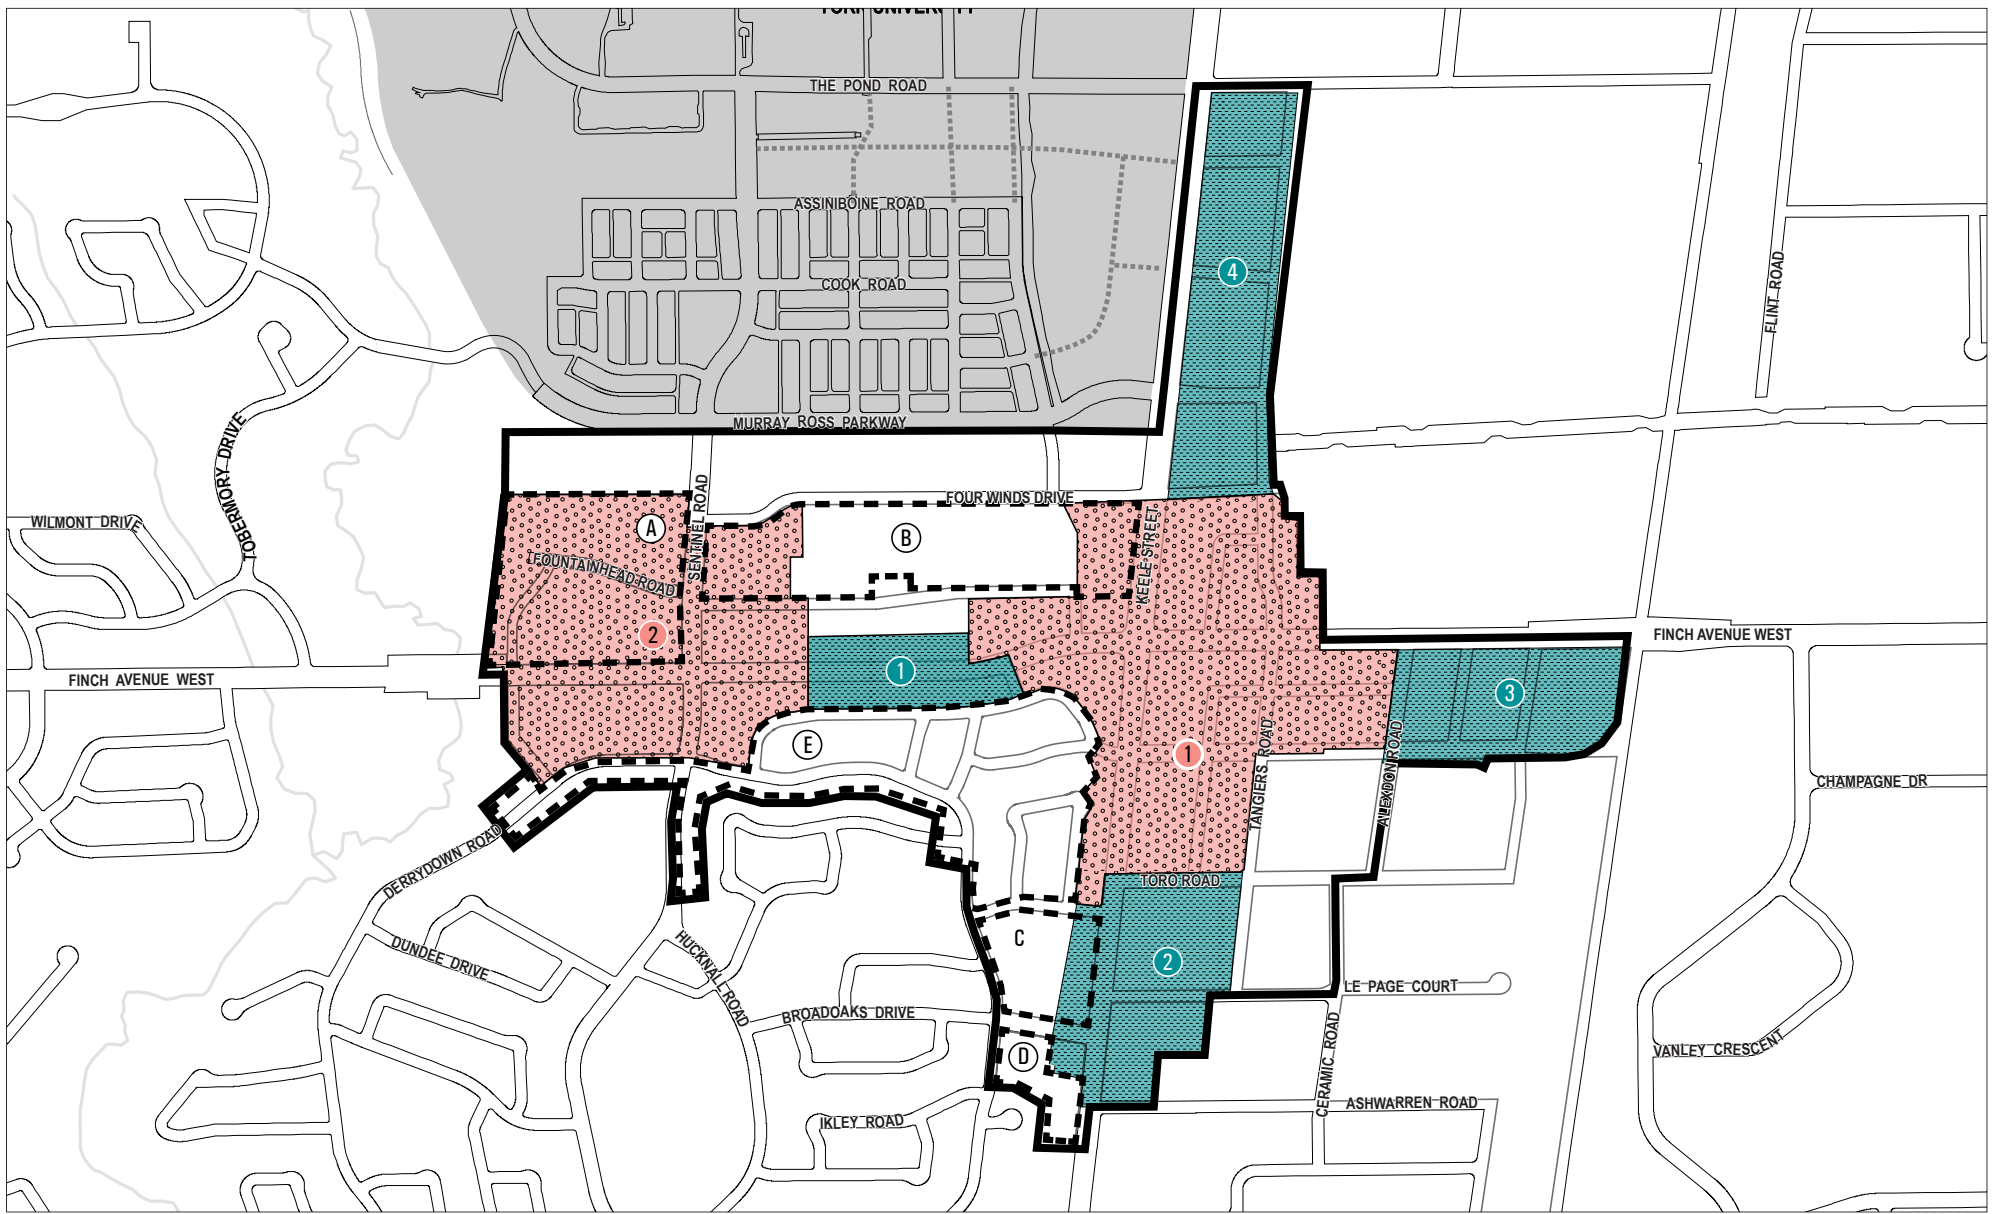 YORK UNIVERSITY
THE POND ROAD
ASSINIBOINE ROAD
4
COOK ROAD
FLINT ROAD
MURRAY ROSS PARKWAY
TOBERMORY DRIVE
SENTINEL ROAD
FOUR WINDS DRIVE
WILMONT DRIVE
A
B
KEELE STREET
FOUNTAINHEAD ROAD
2
FINCH AVENUE WEST
1
FINCH AVENUE WEST
3
E
1
TANGIERS ROAD
ALEXDON ROAD
CHAMPAGNE DR
DERRYDOWN ROAD
TORO ROAD
DUNDEE DRIVE
HUCKNALL ROAD
C
2
LE PAGE COURT
BROADOAKS DRIVE
D
CERAMIC ROAD
VANLEY CRESCENT
IKLEY ROAD
ASHWARREN ROAD